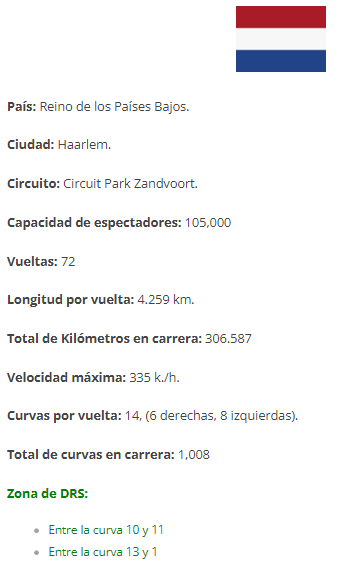 País: Reino de los Países Bajos.
Ciudad: Haarlem.
Circuito: Circuit Park Zandvoort.
Capacidad de espectadores: 105,000
Vueltas: 72
Longitud por vuelta: 4.259 km.
Total de Kilómetros en carrera: 306.587
Velocidad máxima: 335 k./h.
Curvas por vuelta: 14, (6 derechas, 8 izquierdas).
Total de curvas en carrera: 1,008
Zona de DRS:
Entre la curva 10 y 11
Entre la curva 13 y 1